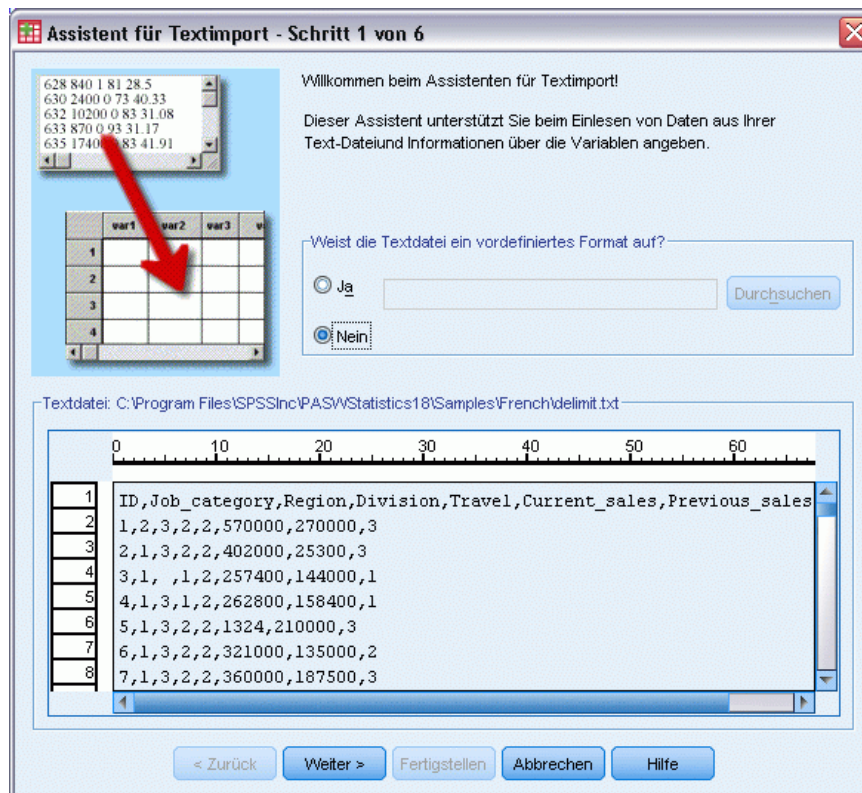 Assistent für Textimport - Schritt 1 von 6
628 840 1 81 28.5
630 2400 0 73 40.33
632 10200 0 83 31.08
633 870 0 93 31.17
635 1740 83 41.91
var1 var2 var3 v
1
2
3
4
Willkommen beim Assistenten für Textimport!
Dieser Assistent unterstützt Sie beim Einlesen von Daten aus Ihrer
Text-Dateiund Informationen über die Variablen angeben.
Weist die Textdatei ein vordefiniertes Format auf?
Ja
Durchsuchen
Nein
Textdatei: C:\Program Files\SPSSInc\PASWStatistics18\Samples\French\delimit.txt
0 10 20 30 40 50 60
1 ID,Job_category,Region,Division,Travel,Current_sales,Previous_sales
2 1,2,3,2,2,570000,270000,3
3 2,1,3,2,2,402000,25300,3
4 3,1, ,1,2,257400,144000,1
5 4,1,3,1,2,262800,158400,1
6 5,1,3,2,2,1324,210000,3
7 6,1,3,2,2,321000,135000,2
8 7,1,3,2,2,360000,187500,3
< Zurück Weiter > Fertigstellen Abbrechen Hilfe